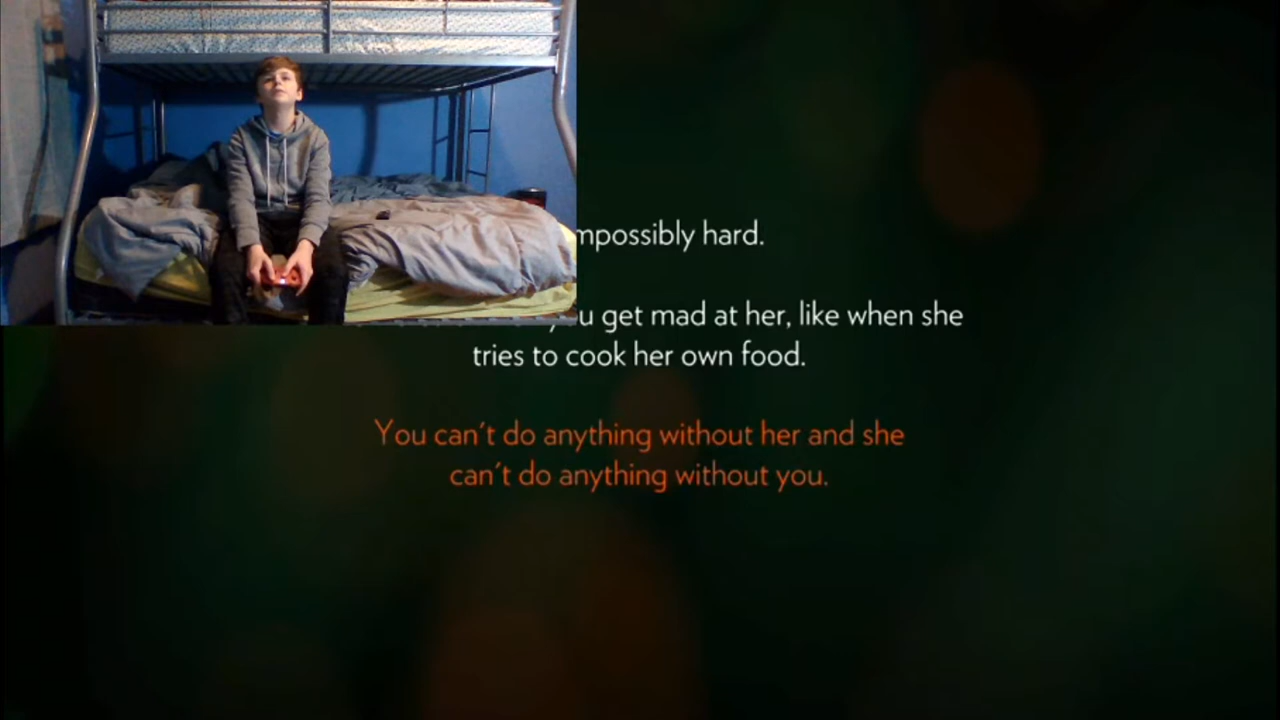 mpossibly hard.
u get mad at her, like when she
tries to cook her own food.
You can't do anything without her and she
can't do anything without you.